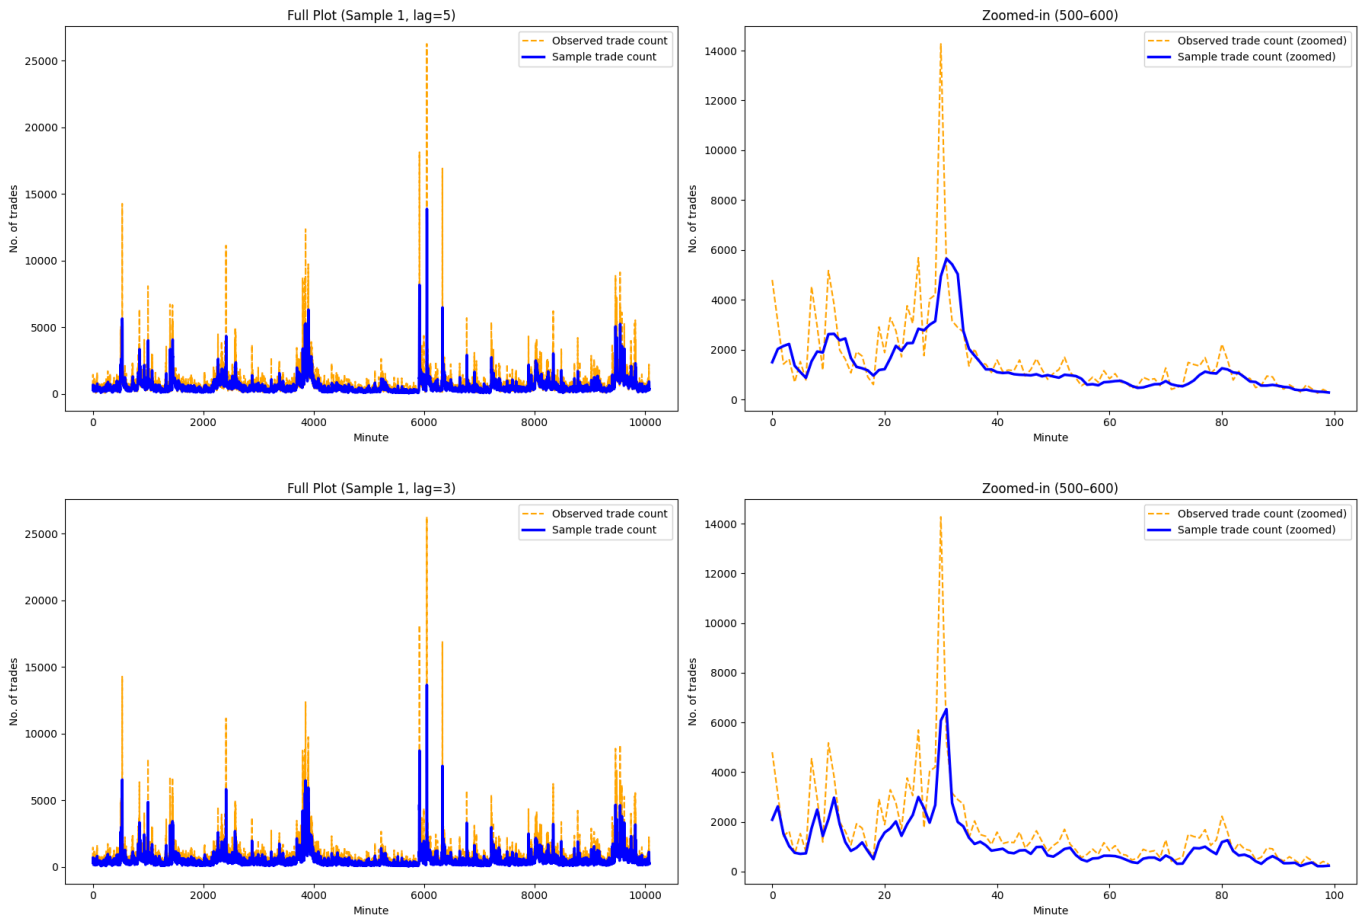 Full Plot (Sample 1, lag=5)
Observed trade count
Sample trade count
No. of trades
25000
20000
15000
10000
5000
0
0 2000 4000 6000 8000 10000
Minute
Zoomed-in (500–600)
Observed trade count (zoomed)
Sample trade count (zoomed)
No. of trades
14000
12000
10000
8000
6000
4000
2000
0
0 20 40 60 80 100
Minute
Full Plot (Sample 1, lag=3)
Observed trade count
Sample trade count
No. of trades
25000
20000
15000
10000
5000
0
0 2000 4000 6000 8000 10000
Minute
Zoomed-in (500–600)
Observed trade count (zoomed)
Sample trade count (zoomed)
No. of trades
14000
12000
10000
8000
6000
4000
2000
0
0 20 40 60 80 100
Minute